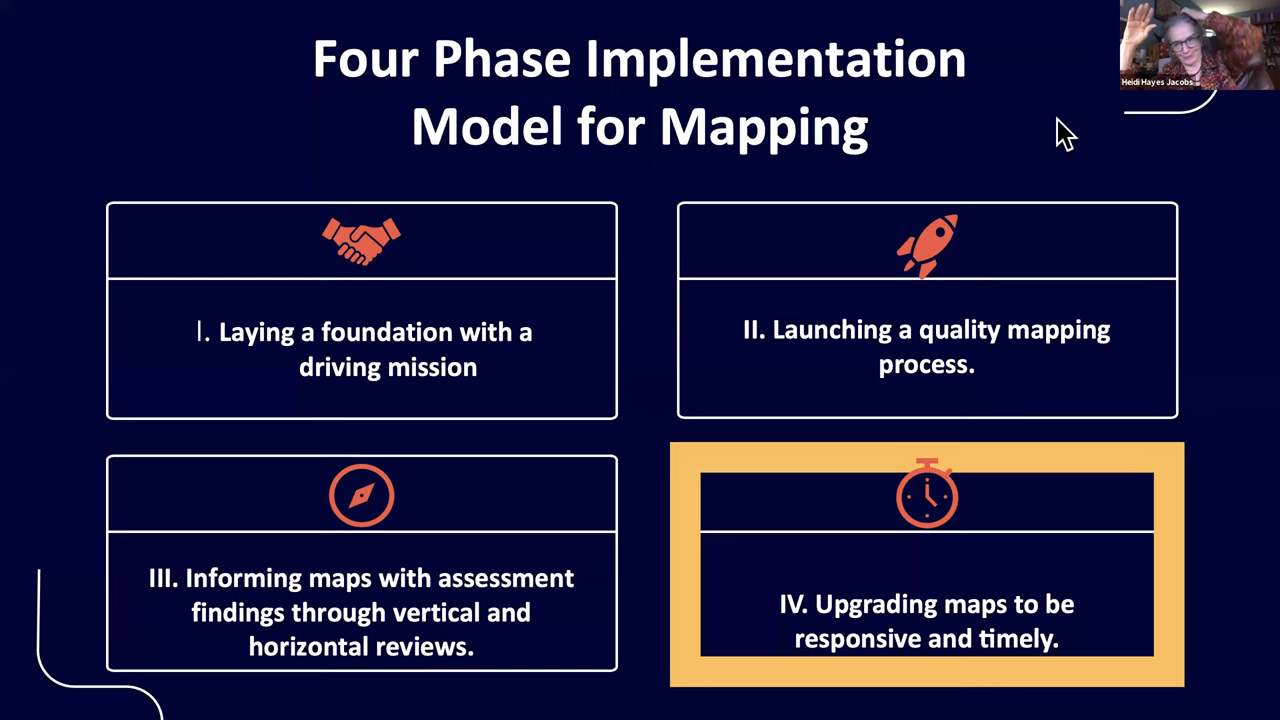 Four Phase Implementation
Model for Mapping
Heidi Hayes Jacobs
I. Laying a foundation with a
driving mission
II. Launching a quality mapping
process.
III. Informing maps with assessment
findings through vertical and
horizontal reviews.
IV. Upgrading maps to be
responsive and timely.